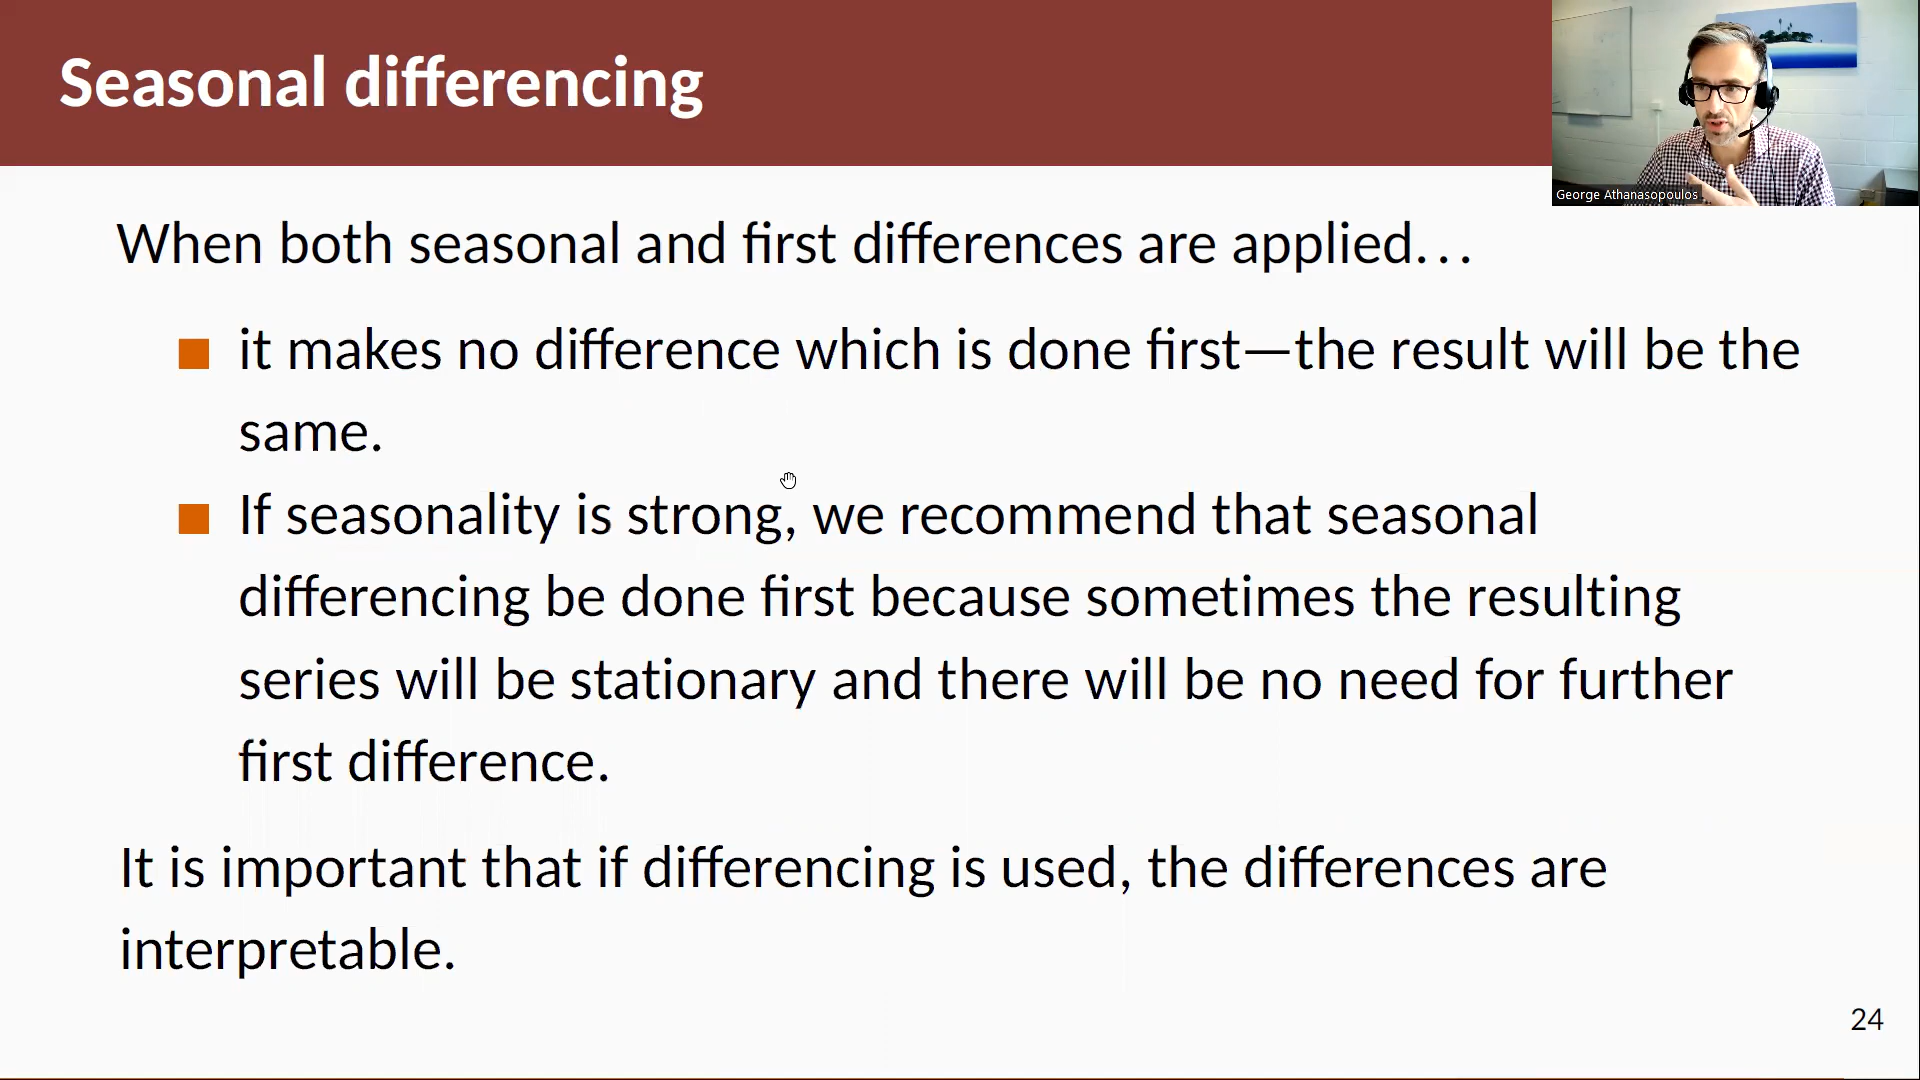 Seasonal differencing
George Athanasopoulos
When both seasonal and first differences are applied...
■ it makes no difference which is done first—the result will be the
same.
■ If seasonality is strong, we recommend that seasonal
differencing be done first because sometimes the resulting
series will be stationary and there will be no need for further
first difference.
It is important that if differencing is used, the differences are
interpretable.
24